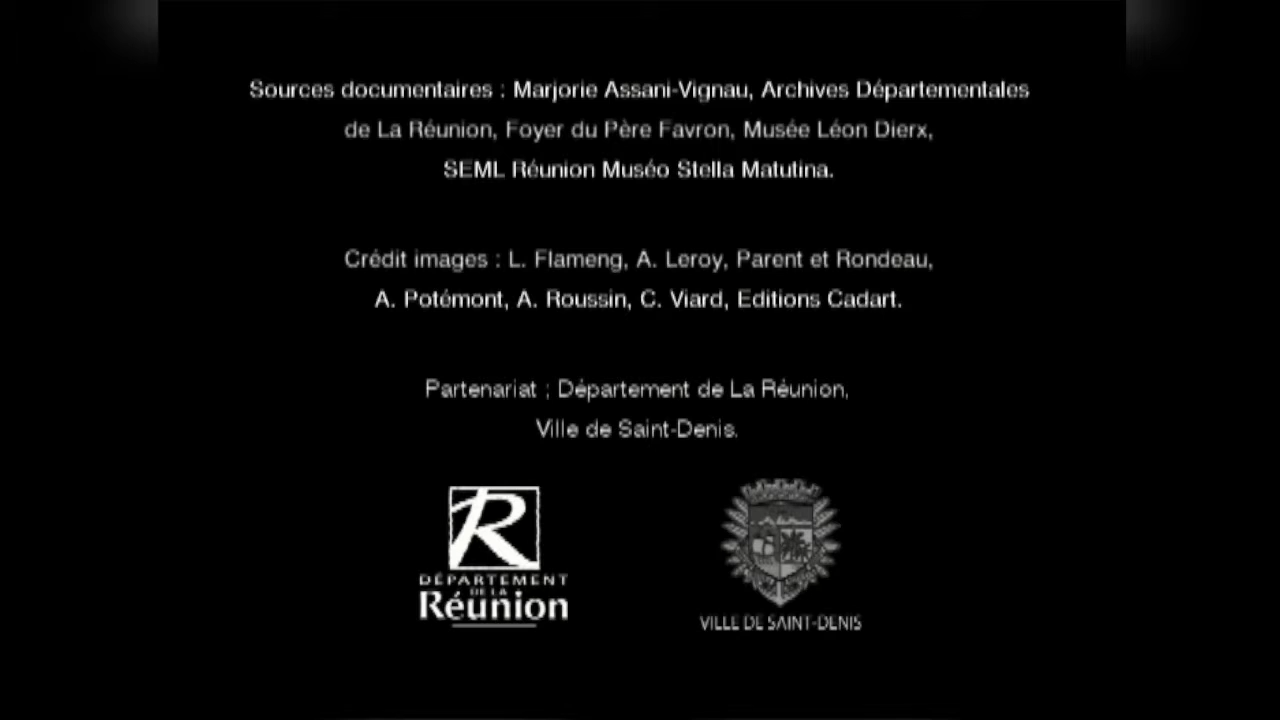 Sources documentaires : Marjorie Assani-Vignau, Archives Départementales
de La Réunion, Foyer du Père Favron, Musée Léon Dierx,
SEML Réunion Muséo Stella Matutina.
Crédit images : L. Flameng, A. Leroy, Parent et Rondeau,
A. Potémont, A. Roussin, C. Viard, Editions Cadart.
Partenariat : Département de La Réunion,
Ville de Saint-Denis.
R
DÉPARTEMENT
DE LA
Réunion
VILLE DE SAINT-DENIS